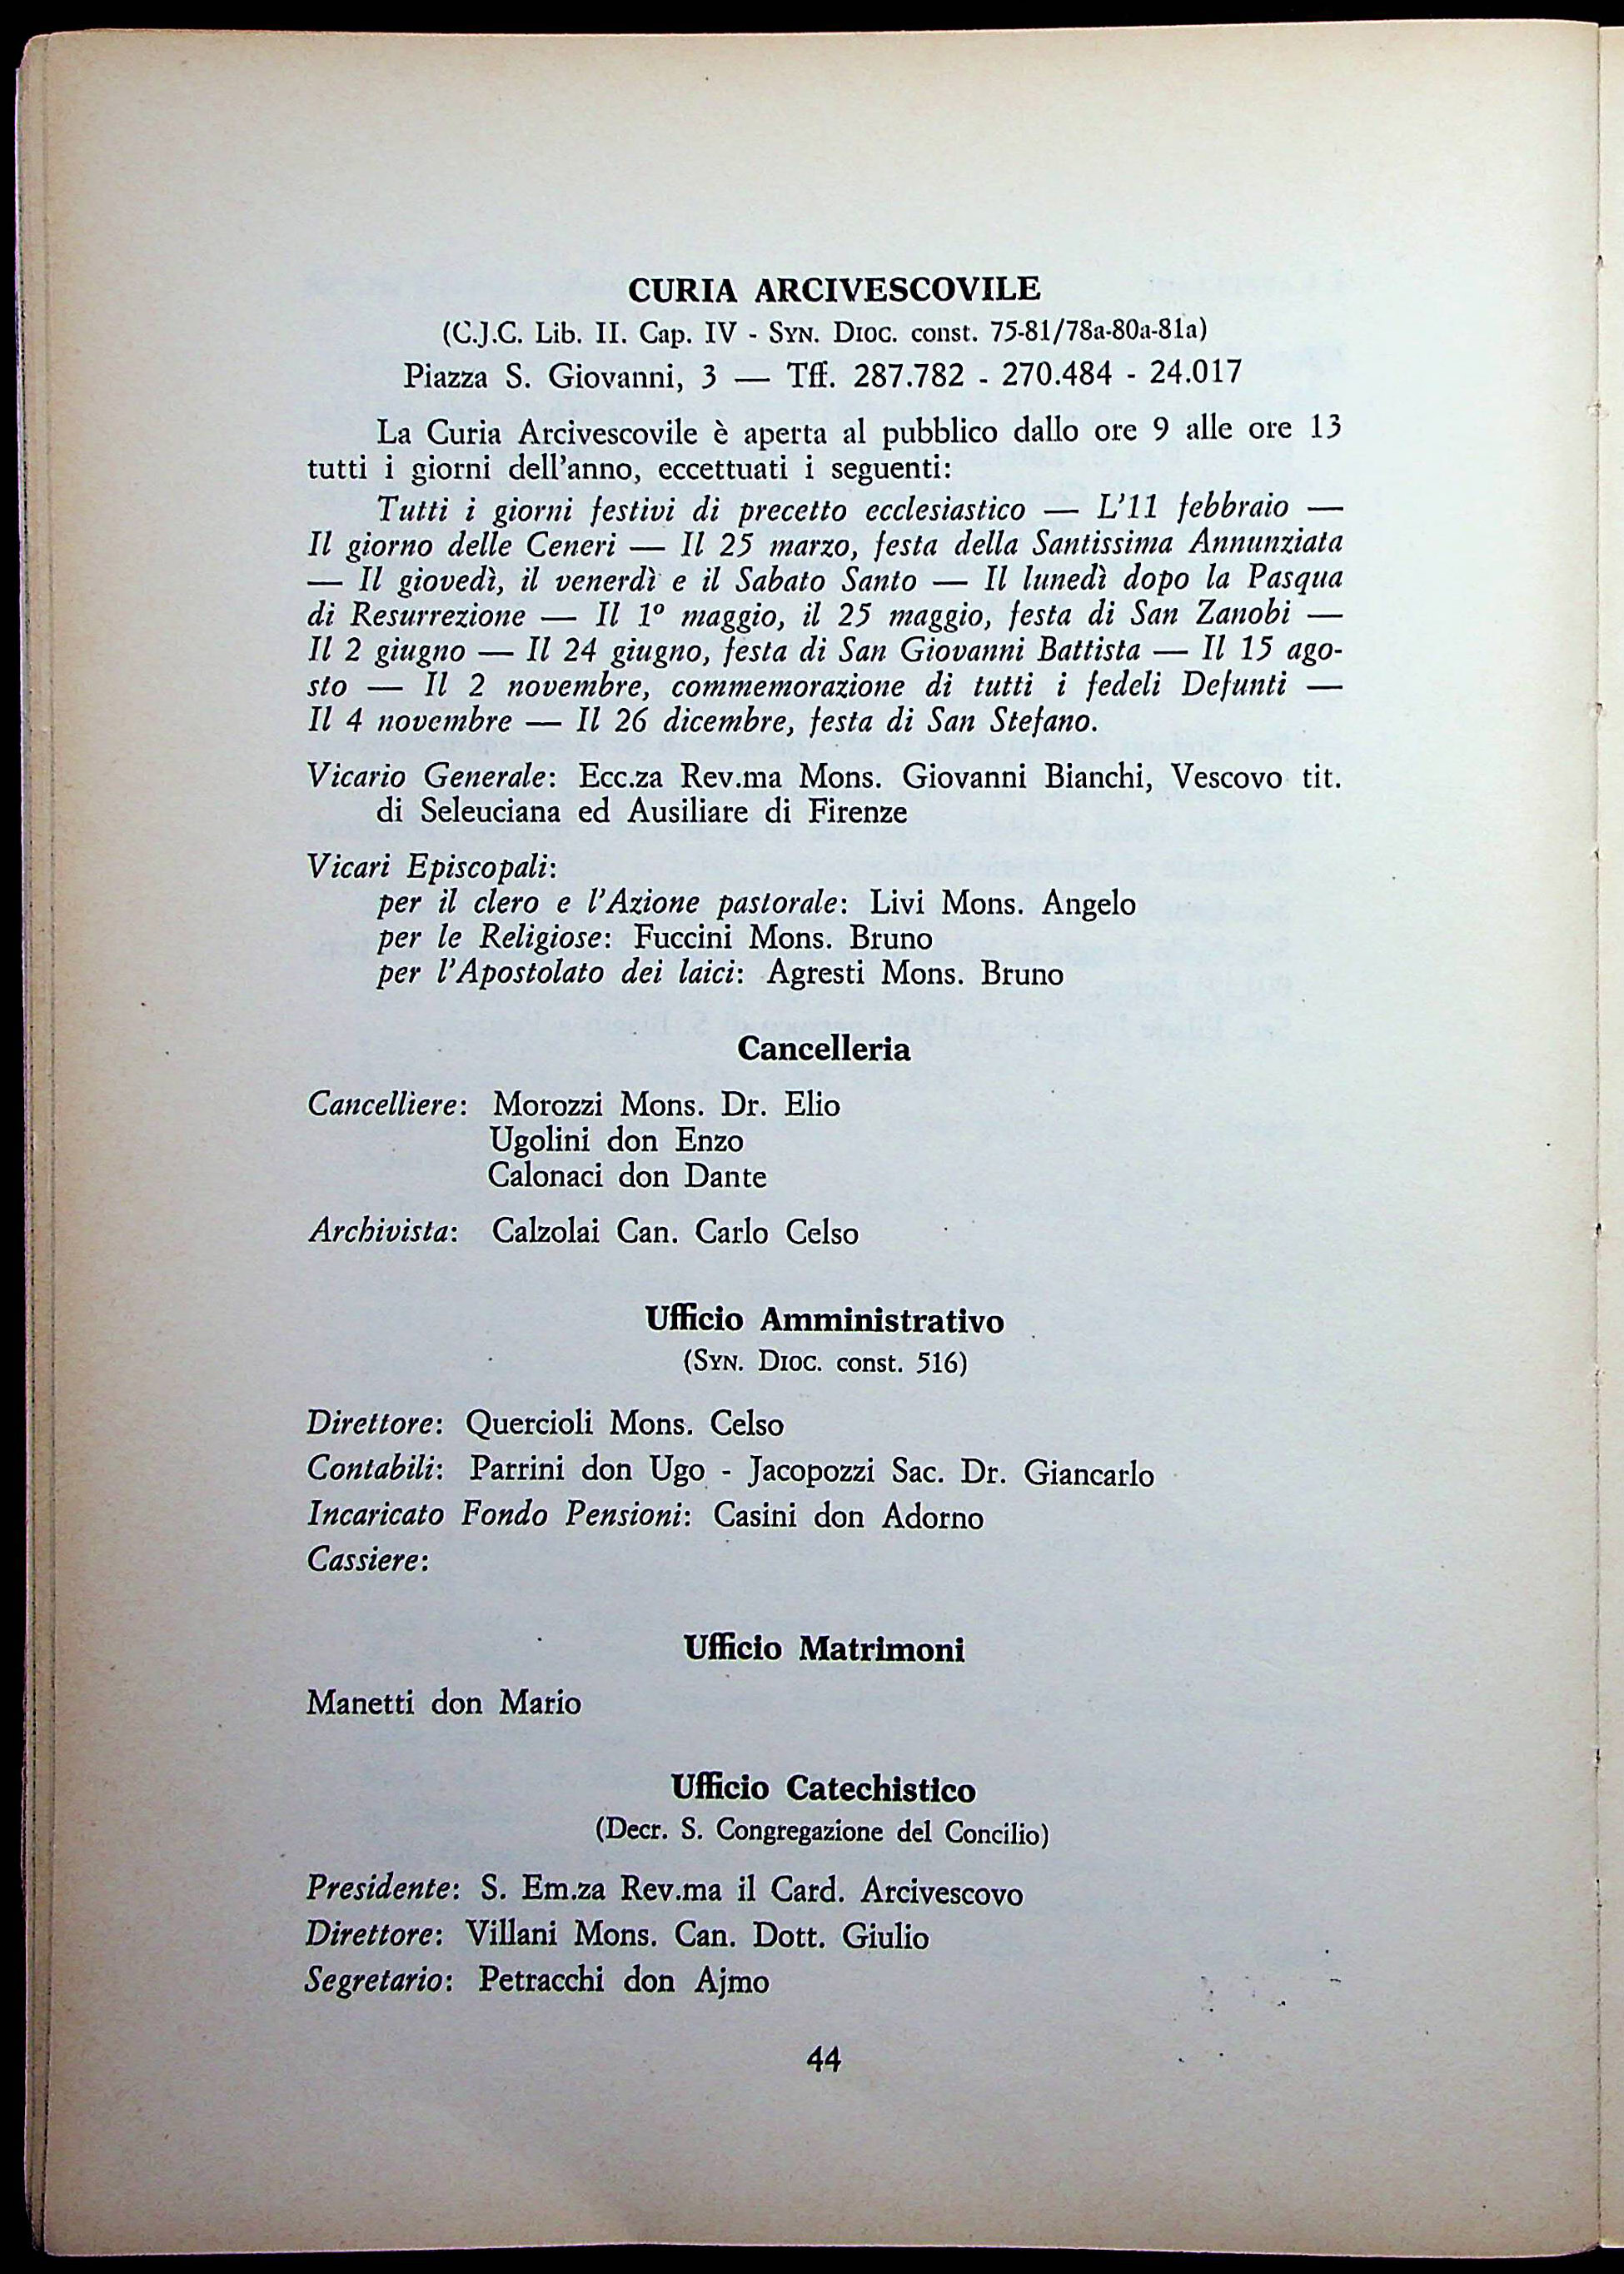 CURIA ARCIVESCOVILE
(C.J.C. Lib. II. Cap. IV - Syn. Dioc. const. 75-81/78a-80a-81a)
Piazza S. Giovanni, 3 — Tff. 287.782 - 270.484 - 24.017
La Curia Arcivescovile è aperta al pubblico dallo ore 9 alle ore 13
tutti i giorni dell'anno, eccettuati i seguenti:
Tutti i giorni festivi di precetto ecclesiastico — L'11 febbraio —
Il giorno delle Ceneri — Il 25 marzo, festa della Santissima Annunziata
— Il giovedì, il venerdì e il Sabato Santo — Il lunedì dopo la Pasqua
di Resurrezione — Il 1° maggio, il 25 maggio, festa di San Zanobi —
Il 2 giugno — Il 24 giugno, festa di San Giovanni Battista — Il 15 ago-
sto — Il 2 novembre, commemorazione di tutti i fedeli Defunti —
Il 4 novembre — Il 26 dicembre, festa di San Stefano.
Vicario Generale: Ecc.za Rev.ma Mons. Giovanni Bianchi, Vescovo tit.
di Seleuciana ed Ausiliare di Firenze
Vicari Episcopali:
per il clero e l'Azione pastorale: Livi Mons. Angelo
per le Religiose: Fuccini Mons. Bruno
per l'Apostolato dei laici: Agresti Mons. Bruno
Cancelleria
Cancelliere: Morozzi Mons. Dr. Elio
Ugolini don Enzo
Calonaci don Dante
Archivista: Calzolai Can. Carlo Celso
Ufficio Amministrativo
(Syn. Dioc. const. 516)
Direttore: Quercioli Mons. Celso
Contabili: Parrini don Ugo - Jacopozzi Sac. Dr. Giancarlo
Incaricato Fondo Pensioni: Casini don Adorno
Cassiere:
Ufficio Matrimoni
Manetti don Mario
Ufficio Catechistico
(Decr. S. Congregazione del Concilio)
Presidente: S. Em.za Rev.ma il Card. Arcivescovo
Direttore: Villani Mons. Can. Dott. Giulio
Segretario: Petracchi don Ajmo
44